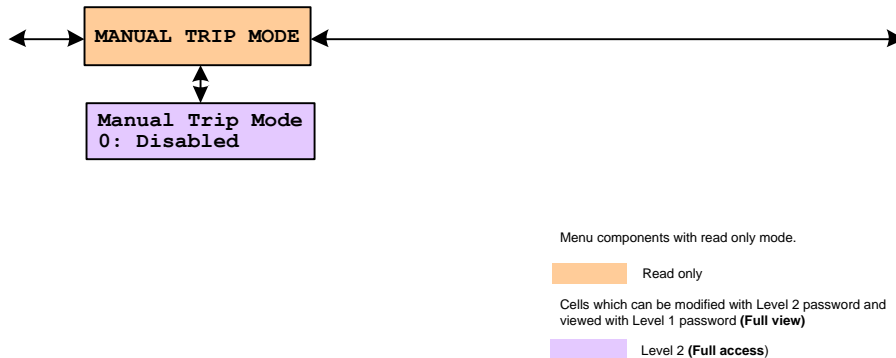 MANUAL TRIP MODE
Manual Trip Mode
0: Disabled
Menu components with read only mode.
Read only
Cells which can be modified with Level 2 password and
viewed with Level 1 password (Full view)
Level 2 (Full access)